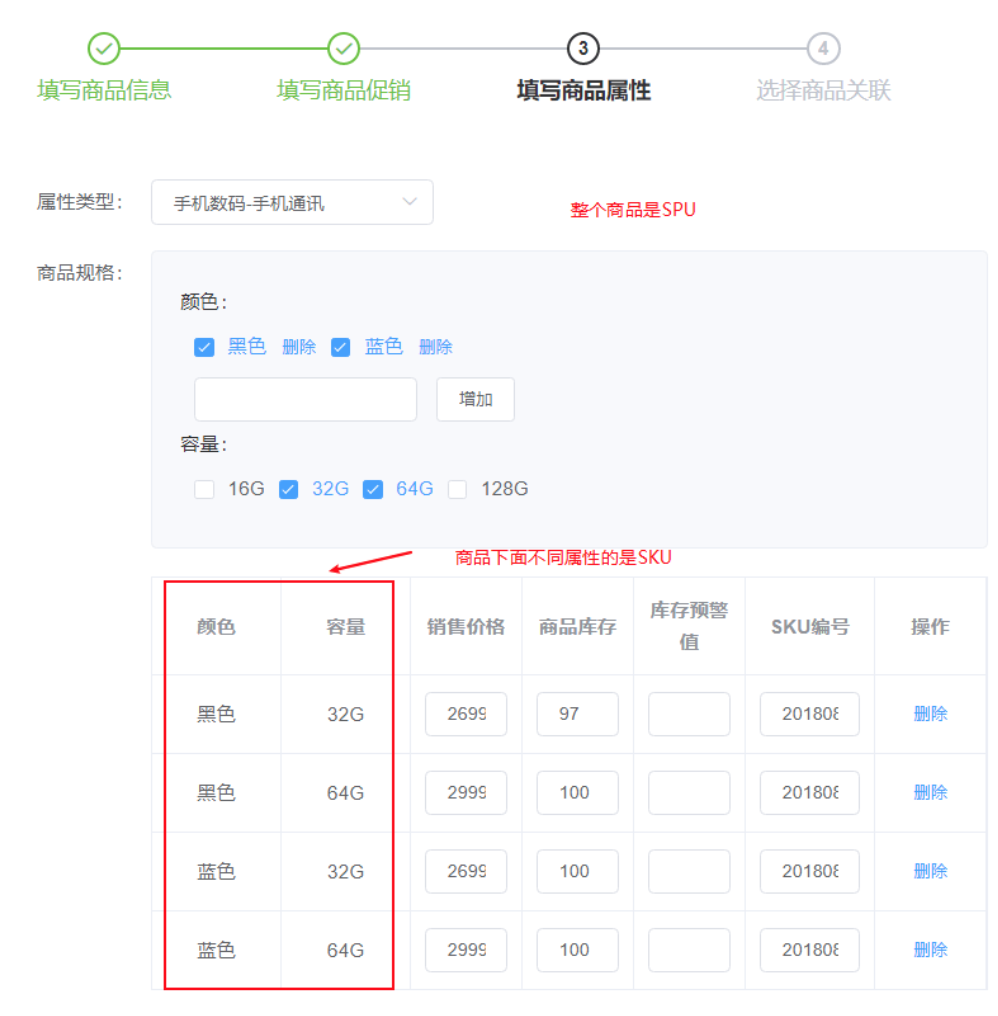 3
4
填写商品信息
填写商品促销
填写商品属性
选择商品关联
属性类型：
手机数码-手机通讯
整个商品是SPU
商品规格：
颜色：
黑色 删除 蓝色 删除
增加
容量：
16G 32G 64G 128G
商品下面不同属性的是SKU
颜色 容量 销售价格 商品库存 库存预警值 SKU编号 操作
黑色 32G 2699 97 201808 删除
黑色 64G 2999 100 201808 删除
蓝色 32G 2699 100 201808 删除
蓝色 64G 2999 100 201808 删除